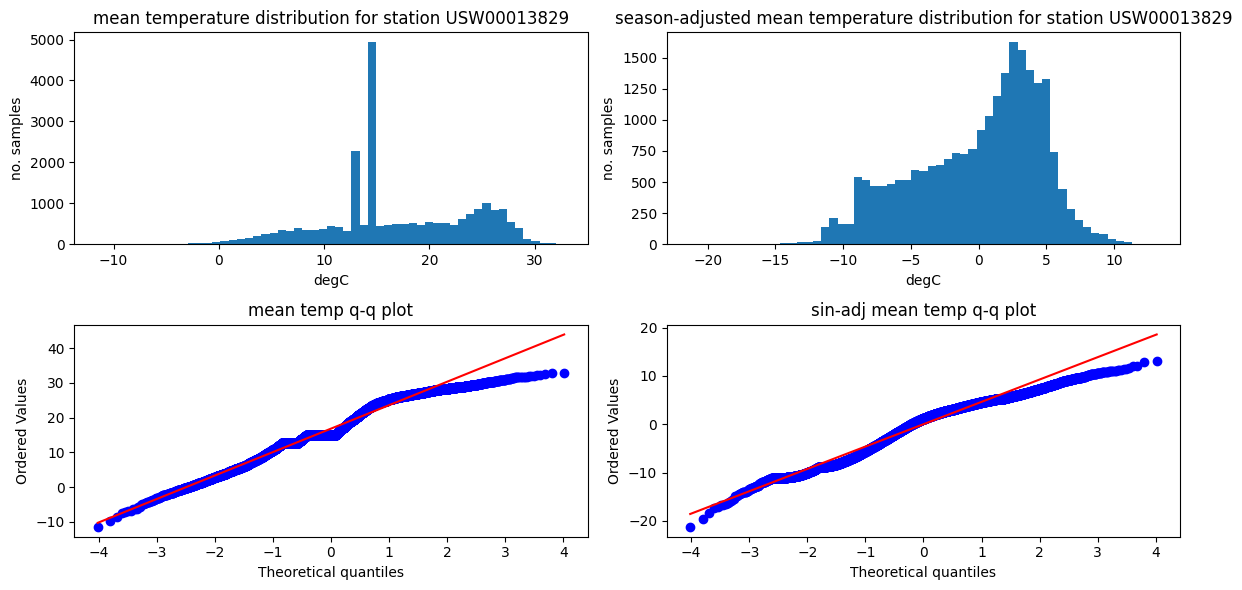 mean temperature distribution for station USW00013829
no. samples
5000
4000
3000
2000
1000
0
−10 0 10 20 30
degC
season-adjusted mean temperature distribution for station USW00013829
no. samples
1500
1250
1000
750
500
250
0
−20 −15 −10 −5 0 5 10
degC
mean temp q-q plot
Ordered Values
40
30
20
10
0
−10
−4 −3 −2 −1 0 1 2 3 4
Theoretical quantiles
sin-adj mean temp q-q plot
Ordered Values
20
10
0
−10
−20
−4 −3 −2 −1 0 1 2 3 4
Theoretical quantiles